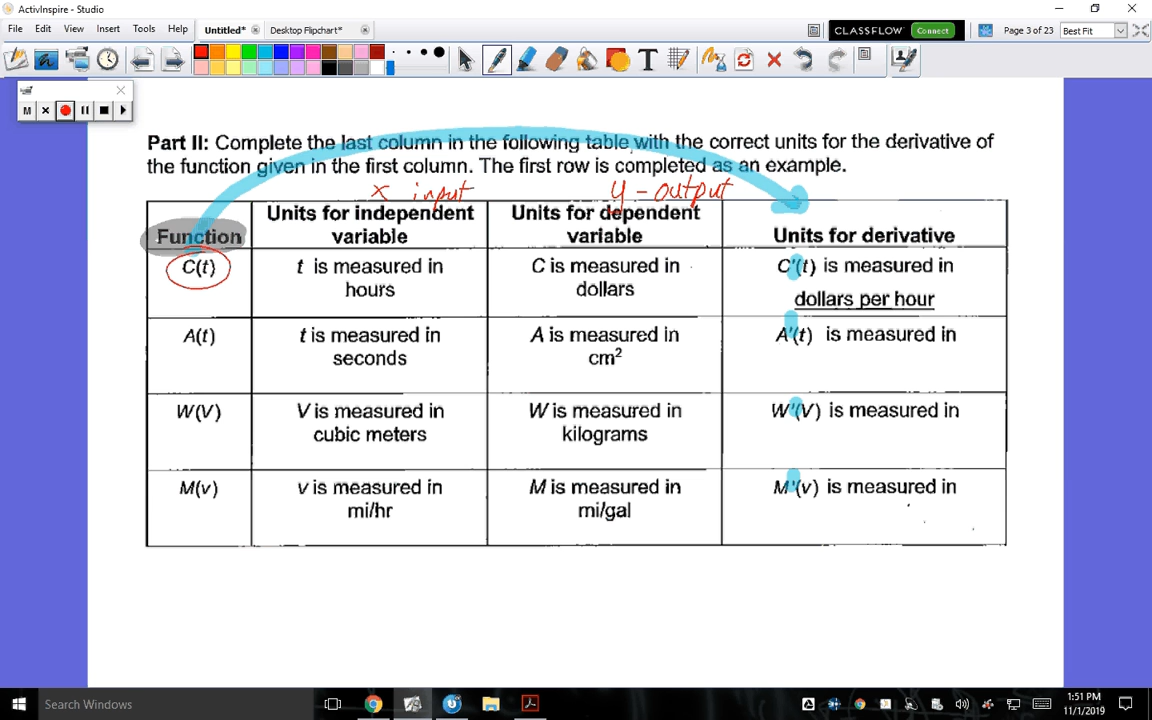 ActivInspire - Studio
File Edit View Insert Tools Help Untitled* Desktop Flipchart* CLASSFLOW Connect Page 3 of 23 Best Fit
M
Part II: Complete the last column in the following table with the correct units for the derivative of
the function given in the first column. The first row is completed as an example.
x input y - output
Function
Units for independent
variable
Units for dependent
variable
Units for derivative
C(t)
t is measured in
hours
C is measured in
dollars
C'(t) is measured in
dollars per hour
A(t)
t is measured in
seconds
A is measured in
cm²
A'(t) is measured in
W(V)
V is measured in
cubic meters
W is measured in
kilograms
W'(V) is measured in
M(v)
v is measured in
mi/hr
M is measured in
mi/gal
M'(v) is measured in
Search Windows
1:51 PM
11/1/2019